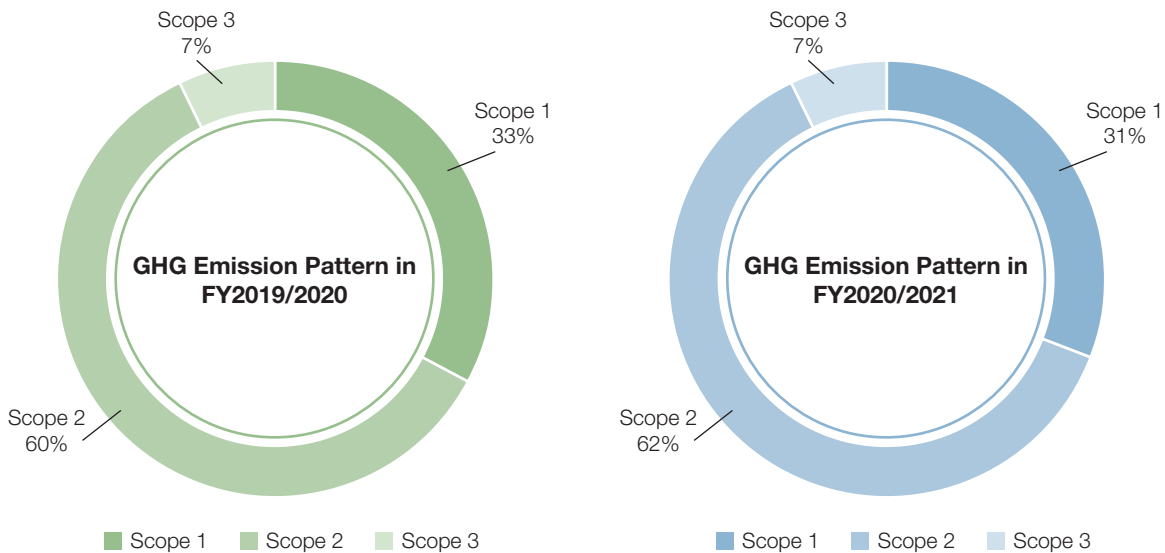 Scope 3
7%
Scope 1
33%
GHG Emission Pattern in
FY2019/2020
Scope 2
60%
Scope 1 Scope 2 Scope 3
Scope 3
7%
Scope 1
31%
GHG Emission Pattern in
FY2020/2021
Scope 2
62%
Scope 1 Scope 2 Scope 3